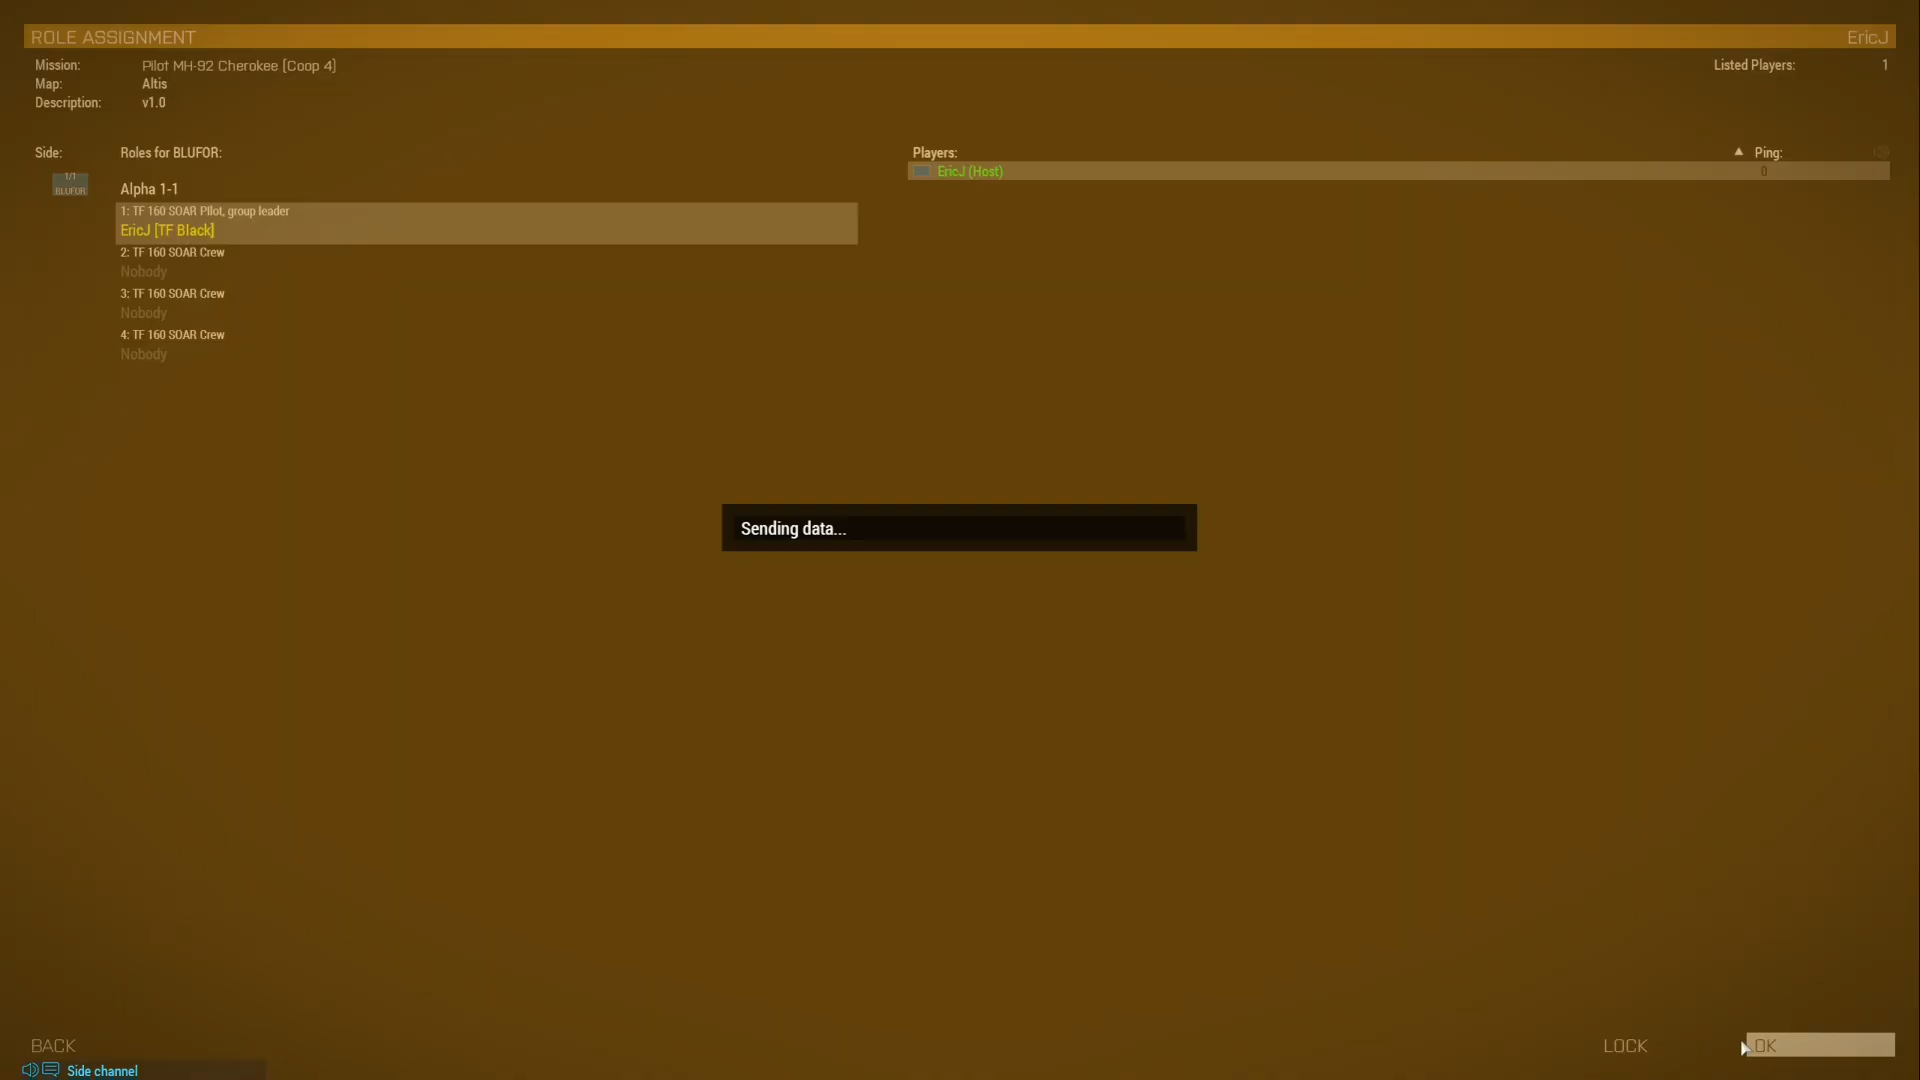 ROLE ASSIGNMENT EricJ
Mission: Pilot MH-92 Cherokee (Coop 4) Listed Players: 1
Map: Altis
Description: v1.0
Side: Roles for BLUFOR: Players: ▲ Ping:
1/1
BLUFOR
EricJ (Host) 0
Alpha 1-1
1: TF 160 SOAR Pilot, group leader
EricJ [TF Black]
2: TF 160 SOAR Crew
Nobody
3: TF 160 SOAR Crew
Nobody
4: TF 160 SOAR Crew
Nobody
Sending data...
BACK LOCK OK
Side channel